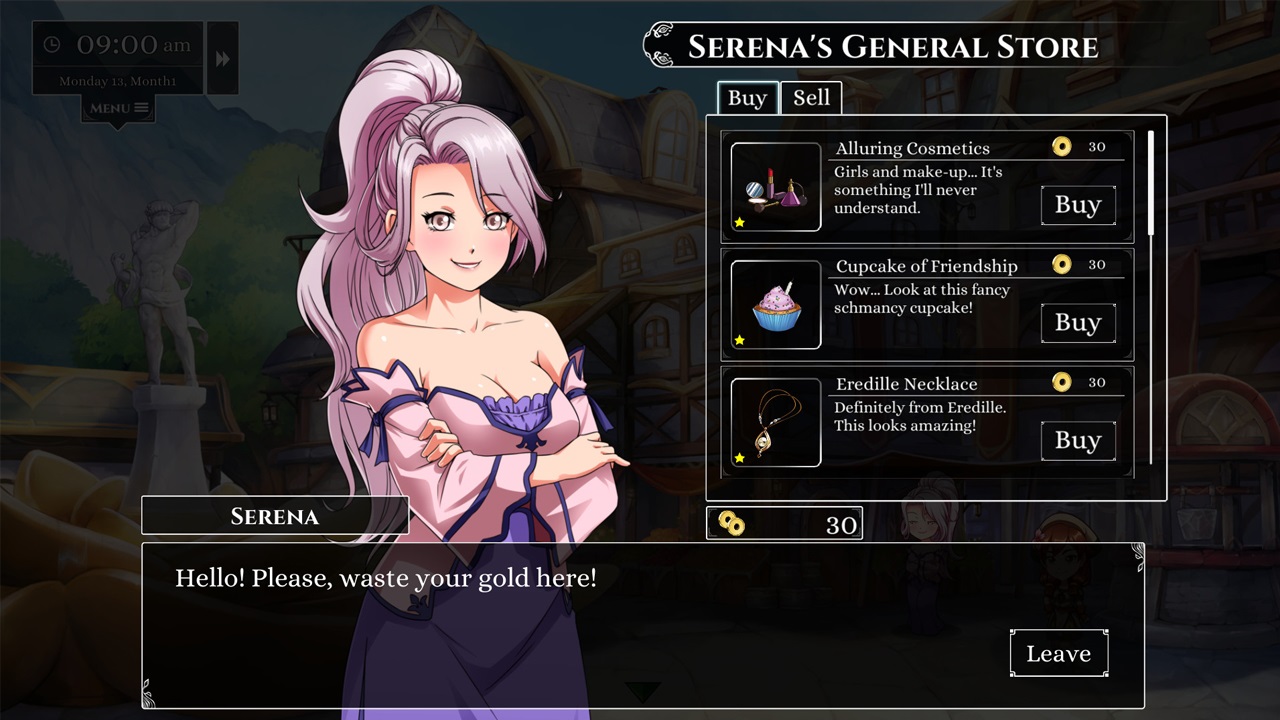 09:00 am
Monday 13, Month1
Menu
Serena's General Store
Buy
Sell
Alluring Cosmetics
30
Girls and make-up... It's
something I'll never
understand.
Buy
Cupcake of Friendship
30
Wow... Look at this fancy
schmancy cupcake!
Buy
Eredille Necklace
30
Definitely from Eredille.
This looks amazing!
Buy
30
Serena
Hello! Please, waste your gold here!
Leave